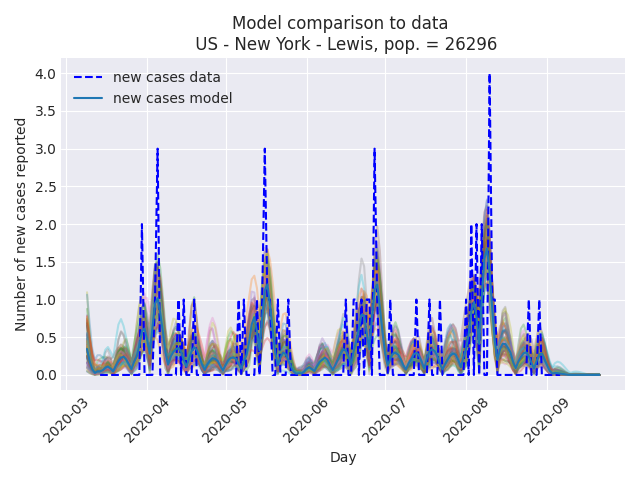 Model comparison to data
US - New York - Lewis, pop. = 26296
new cases data
new cases model
Number of new cases reported
4.0
3.5
3.0
2.5
2.0
1.5
1.0
0.5
0.0
2020-03
2020-04
2020-05
2020-06
2020-07
2020-08
2020-09
Day